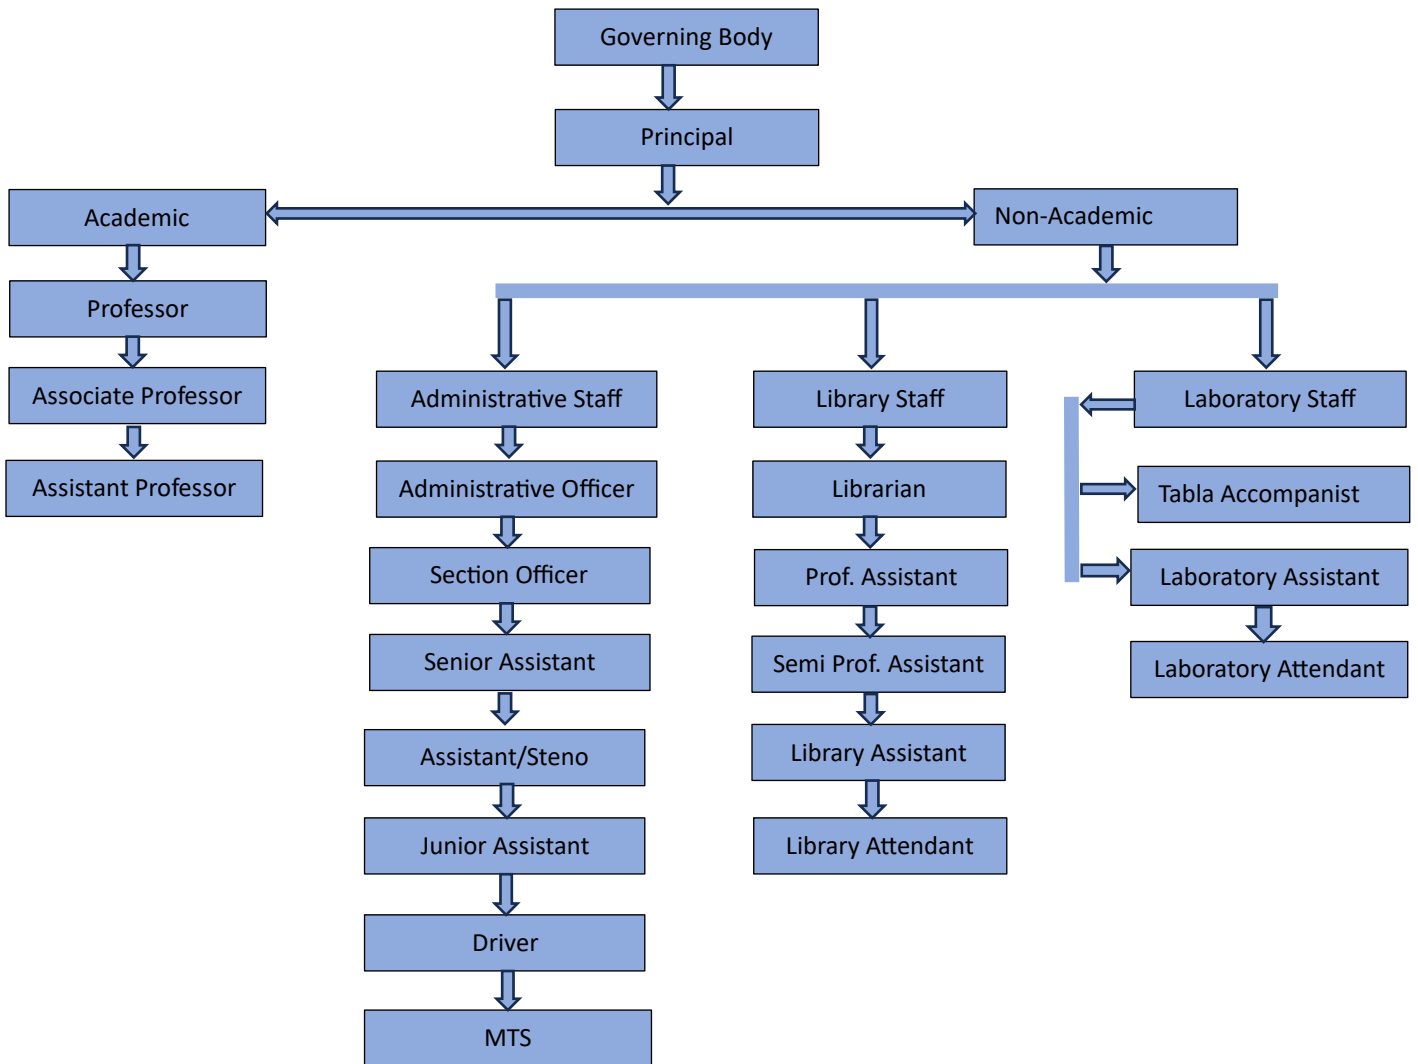 Governing Body
Principal
Academic
Non-Academic
Professor
Associate Professor
Assistant Professor
Administrative Staff
Administrative Officer
Section Officer
Senior Assistant
Assistant/Steno
Junior Assistant
Driver
MTS
Library Staff
Librarian
Prof. Assistant
Semi Prof. Assistant
Library Assistant
Library Attendant
Laboratory Staff
Tabla Accompanist
Laboratory Assistant
Laboratory Attendant